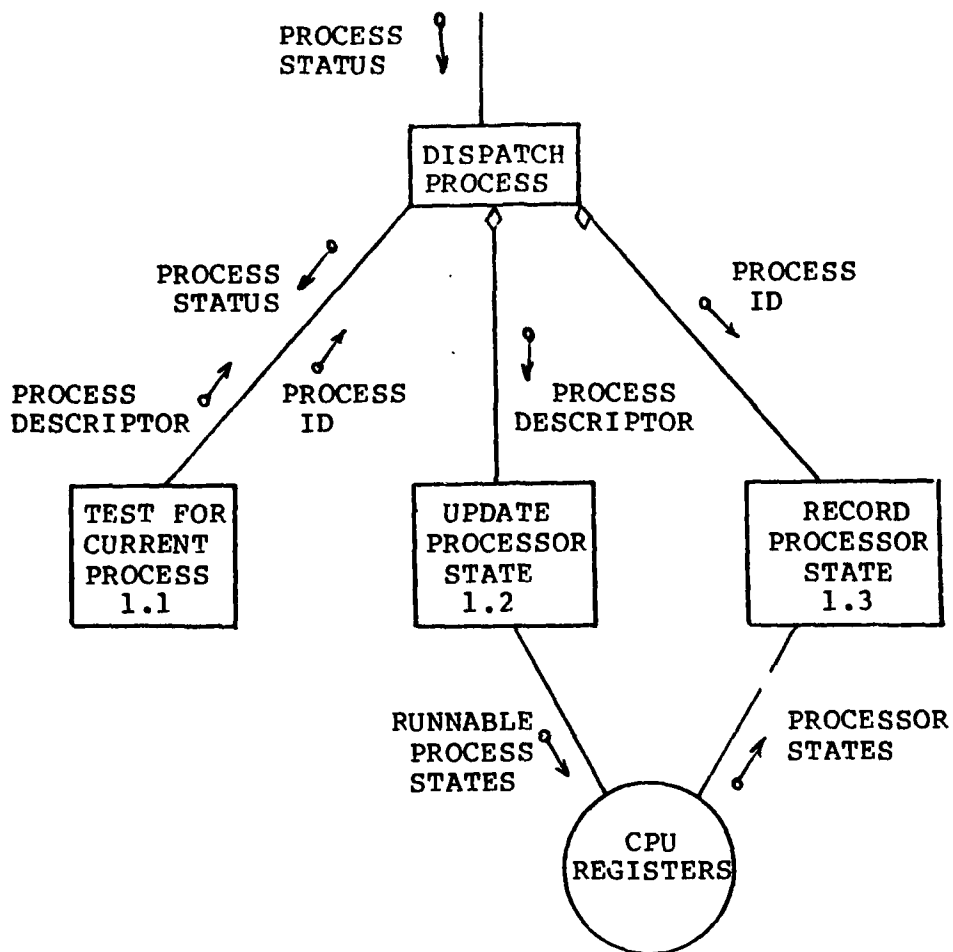 PROCESS
STATUS
DISPATCH
PROCESS
PROCESS
STATUS
PROCESS
ID
PROCESS
DESCRIPTOR
PROCESS
ID
PROCESS
DESCRIPTOR
TEST FOR
CURRENT
PROCESS
1.1
UPDATE
PROCESSOR
STATE
1.2
RECORD
PROCESSOR
STATE
1.3
RUNNABLE
PROCESS
STATES
PROCESSOR
STATES
CPU
REGISTERS